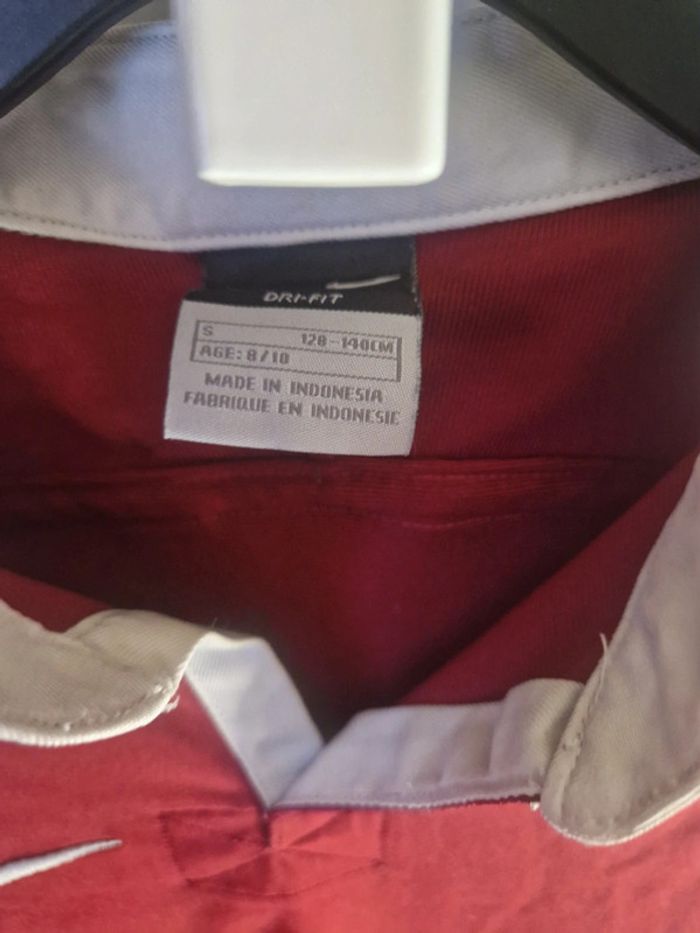 DRI-FIT
S 128-140CM
AGE: 8/10
MADE IN INDONESIA
FABRIQUE EN INDONESIE